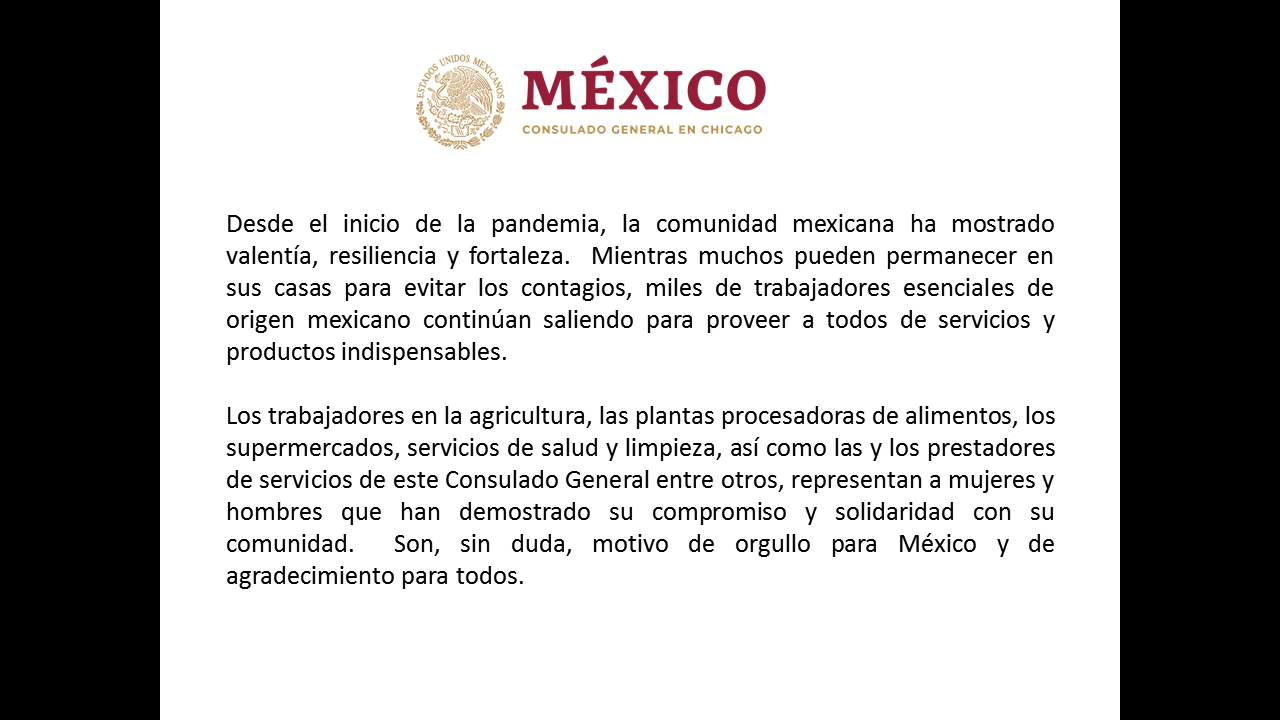 ESTADOS UNIDOS MEXICANOS
MÉXICO
CONSULADO GENERAL EN CHICAGO
Desde el inicio de la pandemia, la comunidad mexicana ha mostrado
valentía, resiliencia y fortaleza.  Mientras muchos pueden permanecer en
sus casas para evitar los contagios, miles de trabajadores esenciales de
origen mexicano continúan saliendo para proveer a todos de servicios y
productos indispensables.
Los trabajadores en la agricultura, las plantas procesadoras de alimentos, los
supermercados, servicios de salud y limpieza, así como las y los prestadores
de servicios de este Consulado General entre otros, representan a mujeres y
hombres que han demostrado su compromiso y solidaridad con su
comunidad.  Son, sin duda, motivo de orgullo para México y de
agradecimiento para todos.